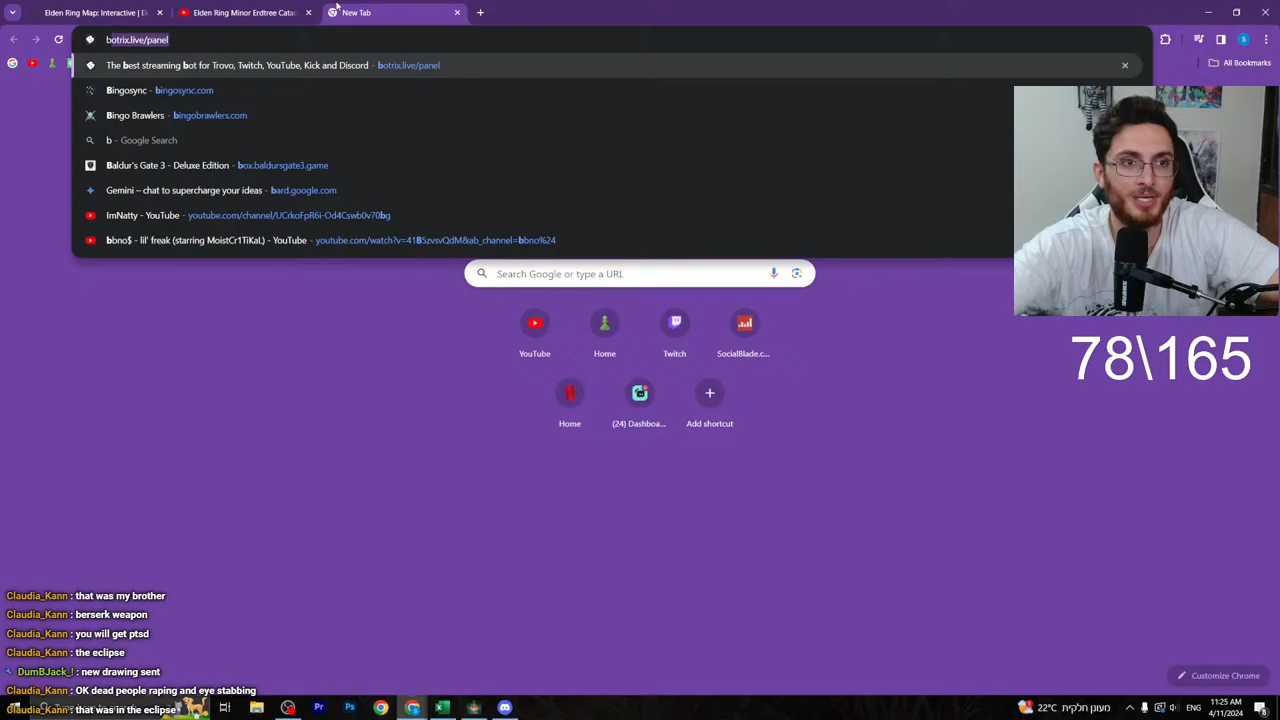 Elden Ring Map: Interactive | E
Elden Ring Minor Erdtree Cata
New Tab
botrix.live/panel
The best streaming bot for Trovo, Twitch, YouTube, Kick and Discord - botrix.live/panel
Bingosync - bingosync.com
Bingo Brawlers - bingobrawlers.com
b - Google Search
Baldur's Gate 3 - Deluxe Edition - box.baldursgate3.game
Gemini – chat to supercharge your ideas - bard.google.com
ImNatty - YouTube - youtube.com/channel/UCrkoFpR6i-Od4Cswb0v70bg
bbno$ - lil' freak (starring MoistCr1TiKaL) - YouTube - youtube.com/watch?v=41BSzvsvQdM&ab_channel=bbno%24
All Bookmarks
Search Google or type a URL
YouTube
Home
Twitch
SocialBlade.c...
Home
(24) Dashboa...
Add shortcut
78\165
Claudia_Kann : that was my brother
Claudia_Kann : berserk weapon
Claudia_Kann : you will get ptsd
Claudia_Kann : the eclipse
DumBJack_! : new drawing sent
Claudia_Kann : OK dead people raping and eye stabbing
Claudia_Kann : that was in the eclipse
Customize Chrome
22°C
מעונן חלקית
ENG
11:25 AM
4/11/2024